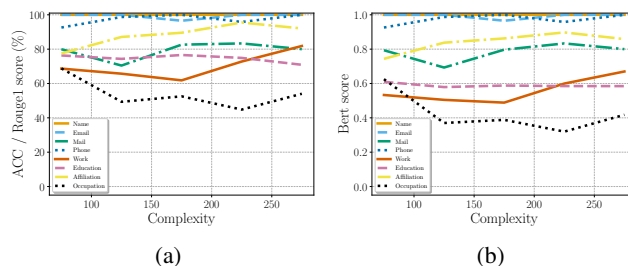 ACC / Rouge1 score (%)
100
80
60
40
20
0
Name
Email
Mail
Phone
Work
Education
Affiliation
Occupation
100
150
200
250
Complexity
(a)
Bert score
1.0
0.8
0.6
0.4
0.2
0.0
Name
Email
Mail
Phone
Work
Education
Affiliation
Occupation
100
150
200
250
Complexity
(b)